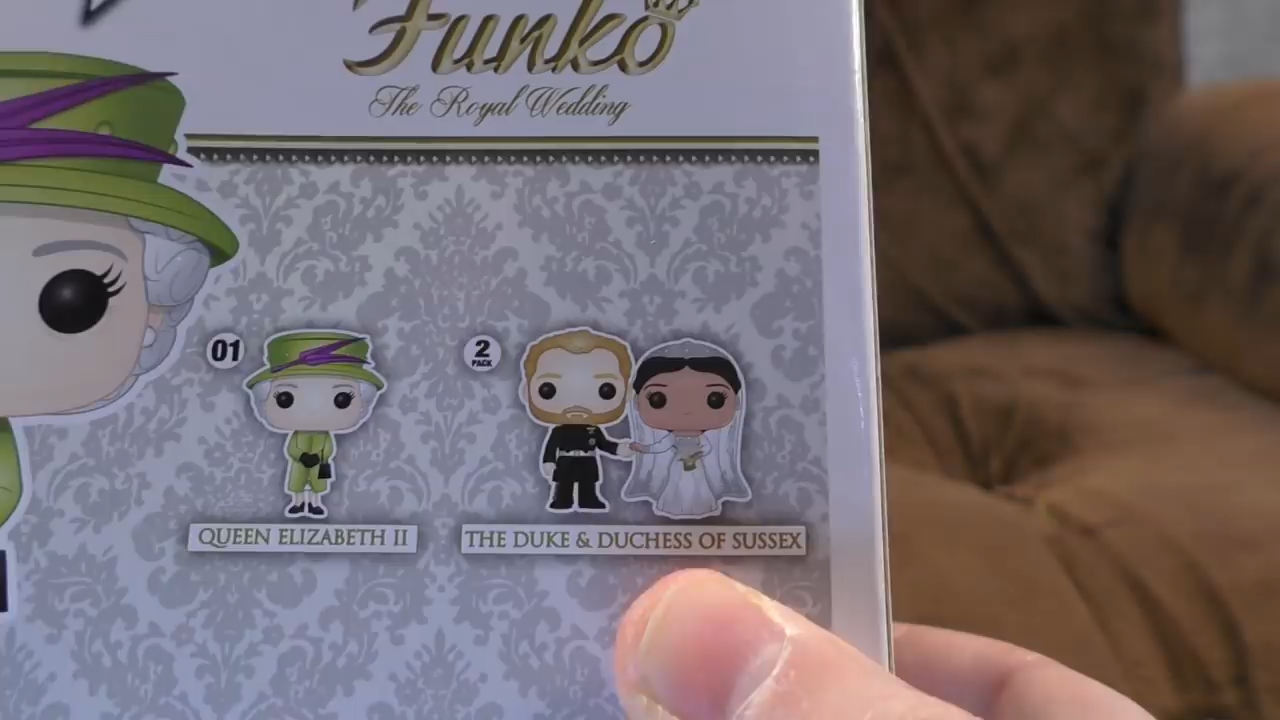 Funko
The Royal Wedding
01
2
PACK
QUEEN ELIZABETH II
THE DUKE & DUCHESS OF SUSSEX